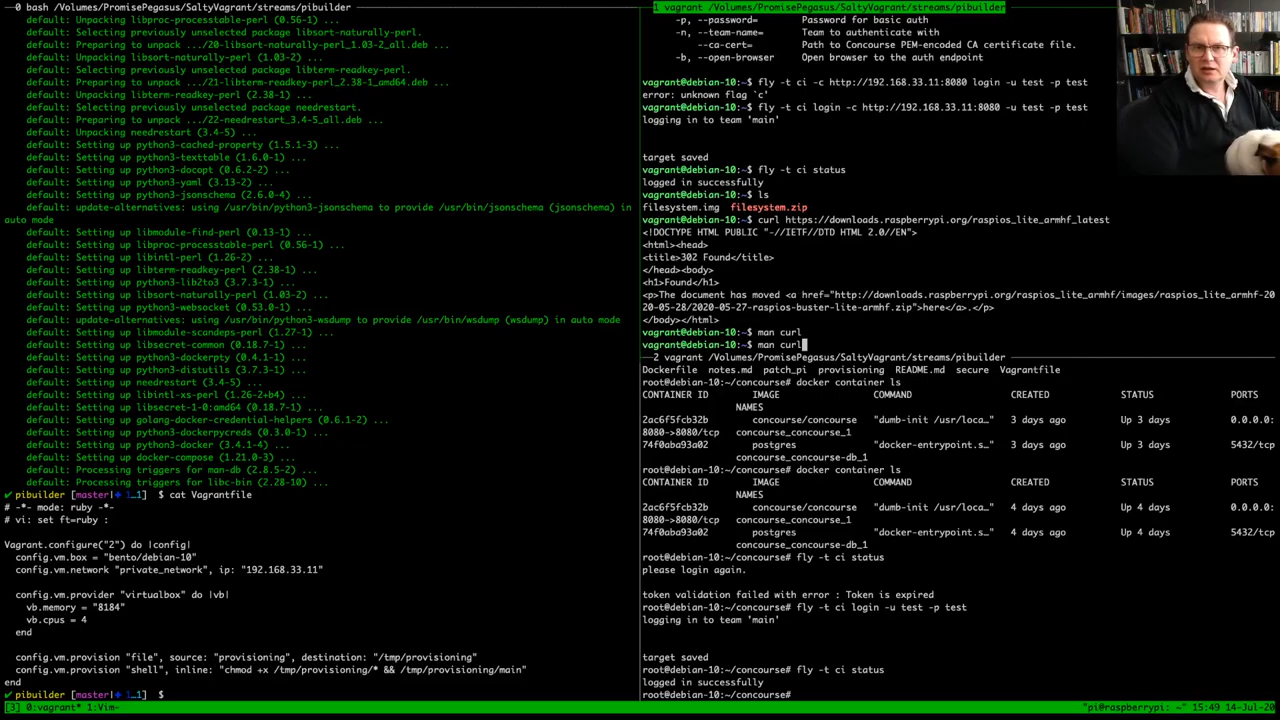 —0 bash /Volumes/PromisePegasus/SaltyVagrant/streams/pibuilder
default: Unpacking libproc-processtable-perl (0.56-1) ...
default: Selecting previously unselected package libsort-naturally-perl.
default: Preparing to unpack .../20-libsort-naturally-perl_1.03-2_all.deb ...
default: Unpacking libsort-naturally-perl (1.03-2) ...
default: Selecting previously unselected package libterm-readkey-perl.
default: Preparing to unpack .../21-libterm-readkey-perl_2.38-1_amd64.deb ...
default: Unpacking libterm-readkey-perl (2.38-1) ...
default: Selecting previously unselected package needrestart.
default: Preparing to unpack .../22-needrestart_3.4-5_all.deb ...
default: Unpacking needrestart (3.4-5) ...
default: Setting up python3-cached-property (1.5.1-3) ...
default: Setting up python3-texttable (1.6.0-1) ...
default: Setting up python3-docopt (0.6.2-2) ...
default: Setting up python3-yaml (3.13-2) ...
default: Setting up python3-jsonschema (2.6.0-4) ...
default: update-alternatives: using /usr/bin/python3-jsonschema to provide /usr/bin/jsonschema (jsonschema) in
auto mode
default: Setting up libmodule-find-perl (0.13-1) ...
default: Setting up libproc-processtable-perl (0.56-1) ...
default: Setting up libintl-perl (1.26-2) ...
default: Setting up libterm-readkey-perl (2.38-1) ...
default: Setting up python3-lib2to3 (3.7.3-1) ...
default: Setting up libsort-naturally-perl (1.03-2) ...
default: Setting up python3-websocket (0.53.0-1) ...
default: update-alternatives: using /usr/bin/python3-wsdump to provide /usr/bin/wsdump (wsdump) in auto mode
default: Setting up libmodule-scandeps-perl (1.27-1) ...
default: Setting up libsecret-common (0.18.7-1) ...
default: Setting up python3-dockerpty (0.4.1-1) ...
default: Setting up python3-distutils (3.7.3-1) ...
default: Setting up needrestart (3.4-5) ...
default: Setting up libintl-xs-perl (1.26-2+b4) ...
default: Setting up libsecret-1-0:amd64 (0.18.7-1) ...
default: Setting up golang-docker-credential-helpers (0.6.1-2) ...
default: Setting up python3-dockerpycreds (0.3.0-1) ...
default: Setting up python3-docker (3.4.1-4) ...
default: Setting up docker-compose (1.21.0-3) ...
default: Processing triggers for man-db (2.8.5-2) ...
default: Processing triggers for libc-bin (2.28-10) ...
✔ pibuilder [master|✚ 1…1] $ cat Vagrantfile
# -*- mode: ruby -*-
# vi: set ft=ruby :
Vagrant.configure("2") do |config|
config.vm.box = "bento/debian-10"
config.vm.network "private_network", ip: "192.168.33.11"
config.vm.provider "virtualbox" do |vb|
vb.memory = "8184"
vb.cpus = 4
end
config.vm.provision "file", source: "provisioning", destination: "/tmp/provisioning"
config.vm.provision "shell", inline: "chmod +x /tmp/provisioning/* && /tmp/provisioning/main"
end
✔ pibuilder [master|✚ 1…1] $
1 vagrant /Volumes/PromisePegasus/SaltyVagrant/streams/pibuilder
-p, --password= Password for basic auth
-n, --team-name= Team to authenticate with
--ca-cert= Path to Concourse PEM-encoded CA certificate file.
-b, --open-browser Open browser to the auth endpoint
vagrant@debian-10:~$ fly -t ci -c http://192.168.33.11:8080 login -u test -p test
error: unknown flag `c'
vagrant@debian-10:~$ fly -t ci login -c http://192.168.33.11:8080 -u test -p test
logging in to team 'main'
target saved
vagrant@debian-10:~$ fly -t ci status
logged in successfully
vagrant@debian-10:~$ ls
filesystem.img filesystem.zip
vagrant@debian-10:~$ curl https://downloads.raspberrypi.org/raspios_lite_armhf_latest
<!DOCTYPE HTML PUBLIC "-//IETF//DTD HTML 2.0//EN">
<html><head>
<title>302 Found</title>
</head><body>
<h1>Found</h1>
<p>The document has moved <a href="http://downloads.raspberrypi.org/raspios_lite_armhf/images/raspios_lite_armhf-20
20-05-28/2020-05-27-raspios-buster-lite-armhf.zip">here</a>.</p>
</body></html>
vagrant@debian-10:~$ man curl
vagrant@debian-10:~$ man curl
—2 vagrant /Volumes/PromisePegasus/SaltyVagrant/streams/pibuilder
Dockerfile notes.md patch_pi provisioning README.md secure Vagrantfile
root@debian-10:~/concourse# docker container ls
CONTAINER ID IMAGE COMMAND CREATED STATUS PORTS
NAMES
2ac6f5fcb32b concourse/concourse "dumb-init /usr/loca…" 3 days ago Up 3 days 0.0.0.0:
8080->8080/tcp concourse_concourse_1
74f0aba93a02 postgres "docker-entrypoint.s…" 3 days ago Up 3 days 5432/tcp
concourse_concourse-db_1
root@debian-10:~/concourse# docker container ls
CONTAINER ID IMAGE COMMAND CREATED STATUS PORTS
NAMES
2ac6f5fcb32b concourse/concourse "dumb-init /usr/loca…" 4 days ago Up 4 days 0.0.0.0:
8080->8080/tcp concourse_concourse_1
74f0aba93a02 postgres "docker-entrypoint.s…" 4 days ago Up 4 days 5432/tcp
concourse_concourse-db_1
root@debian-10:~/concourse# fly -t ci status
please login again.
token validation failed with error : Token is expired
root@debian-10:~/concourse# fly -t ci login -u test -p test
logging in to team 'main'
target saved
root@debian-10:~/concourse# fly -t ci status
logged in successfully
root@debian-10:~/concourse#
[3] 0:vagrant* 1:Vim- "pi@raspberrypi: ~" 15:49 14-Jul-20